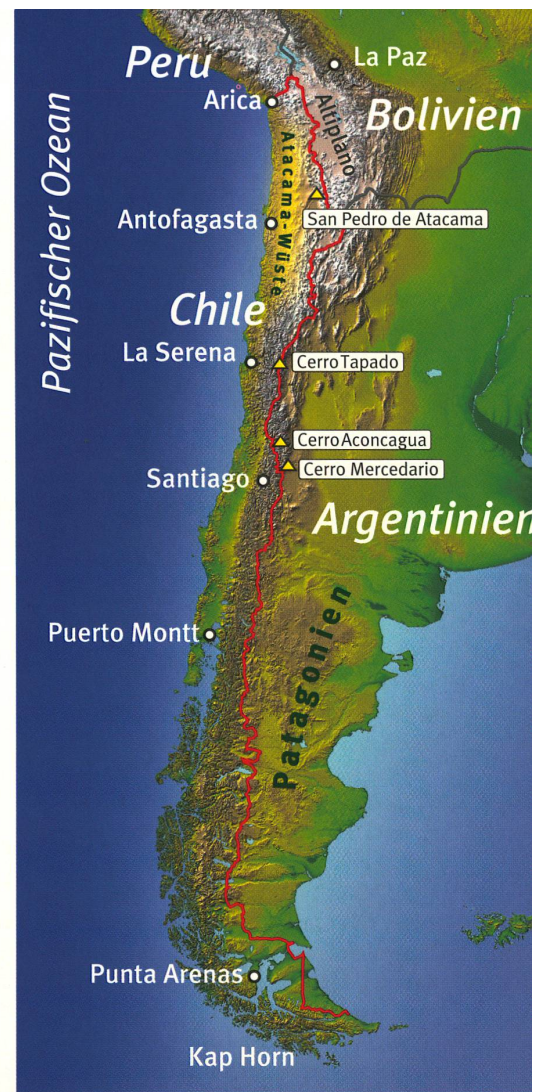 Peru
La Paz
Arica
Bolivien
Altiplano
Pazifischer Ozean
Atacama-Wüste
San Pedro de Atacama
Antofagasta
Chile
La Serena
Cerro Tapado
Cerro Aconcagua
Cerro Mercedario
Santiago
Argentinien
Patagonien
Puerto Montt
Punta Arenas
Kap Horn